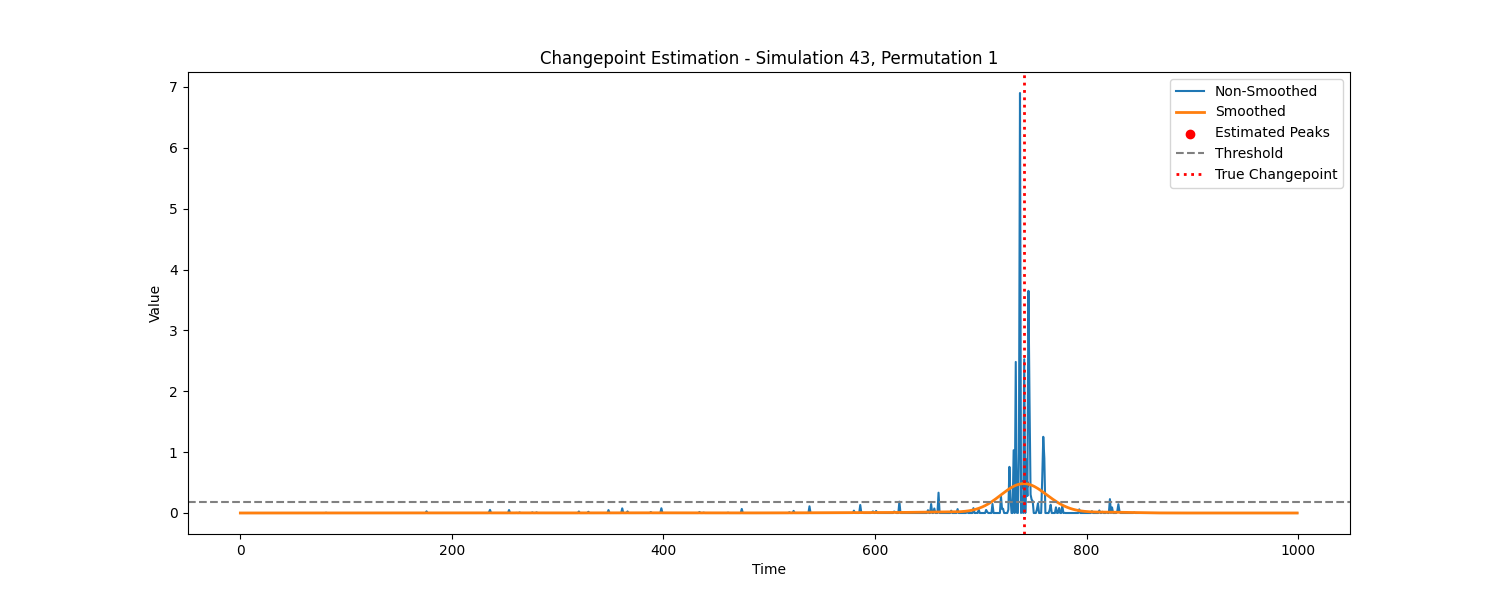 Changepoint Estimation - Simulation 43, Permutation 1
7
6
5
4
3
2
1
0
Value
Non-Smoothed
Smoothed
Estimated Peaks
Threshold
True Changepoint
0 200 400 600 800 1000
Time